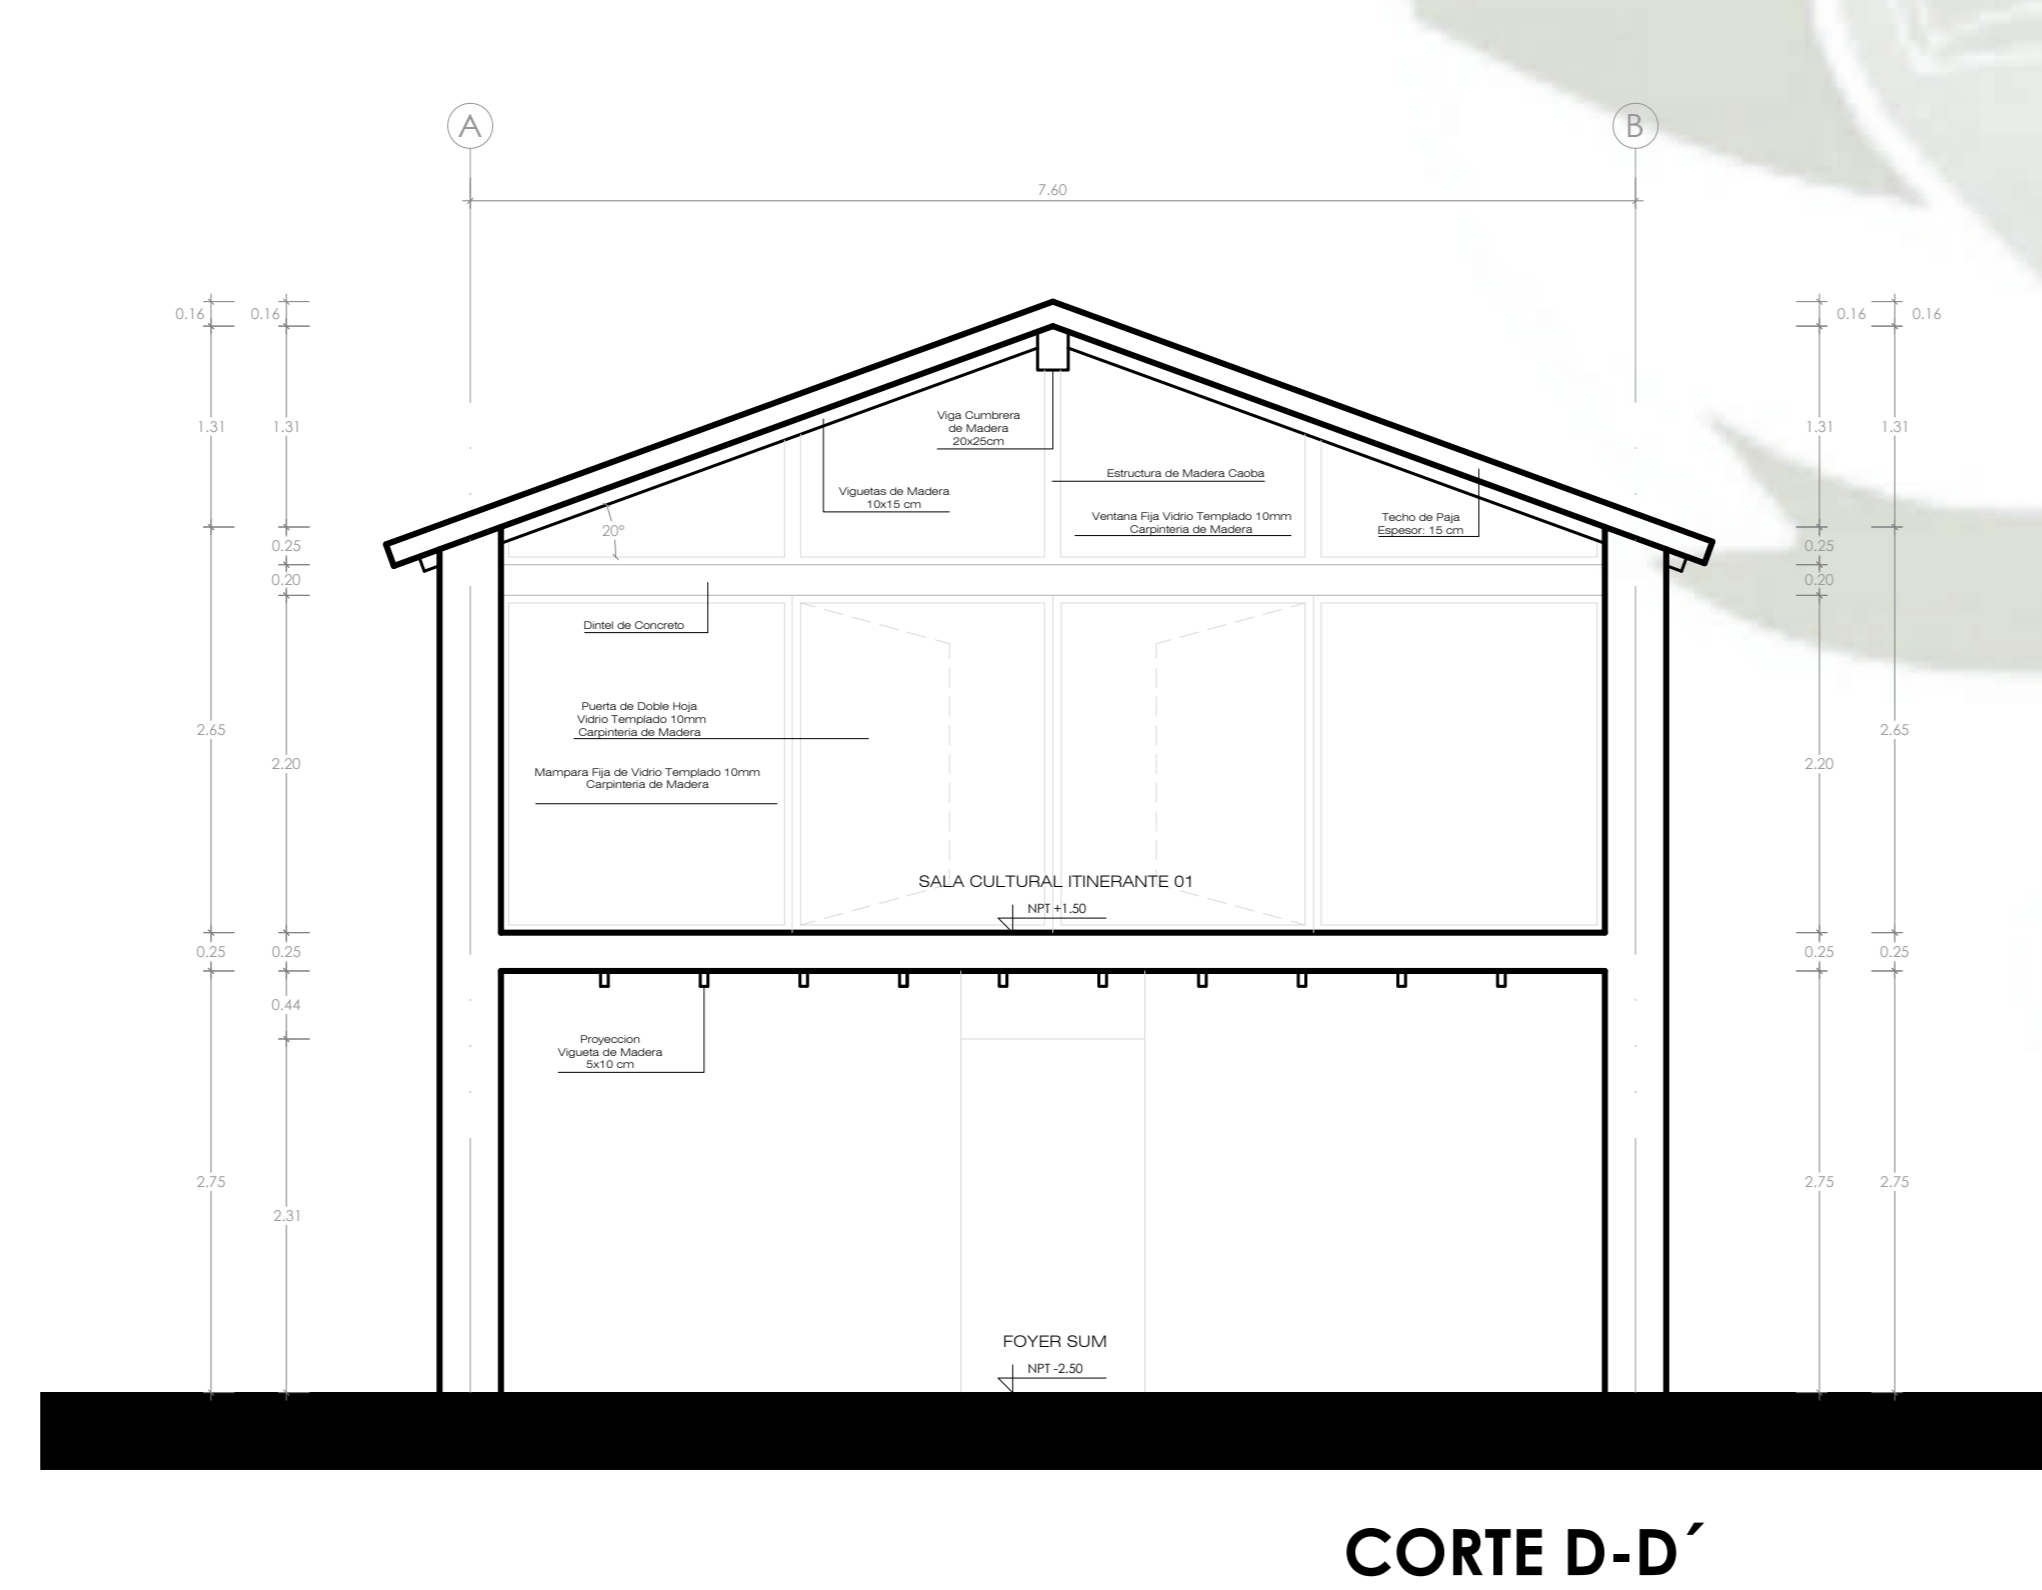 A
B
7.60
0.16
0.16
0.16
0.16
1.31
1.31
1.31
1.31
Viga Cumbrera
de Madera
20x25cm
Estructura de Madera Caoba
Viguetas de Madera
10x15 cm
Ventana Fija Vidrio Templado 10mm
Carpinteria de Madera
Techo de Paja
Espesor: 15 cm
20°
0.25
0.25
0.20
0.20
Dintel de Concreto
Puerta de Doble Hoja
Vidrio Templado 10mm
Carpinteria de Madera
2.65
2.65
2.20
2.20
Mampara Fija de Vidrio Templado 10mm
Carpinteria de Madera
SALA CULTURAL ITINERANTE 01
NPT +1.50
0.25
0.25
0.25
0.25
0.44
Proyeccion
Vigueta de Madera
5x10 cm
2.75
2.75
2.75
2.31
FOYER SUM
NPT -2.50
CORTE D-D´